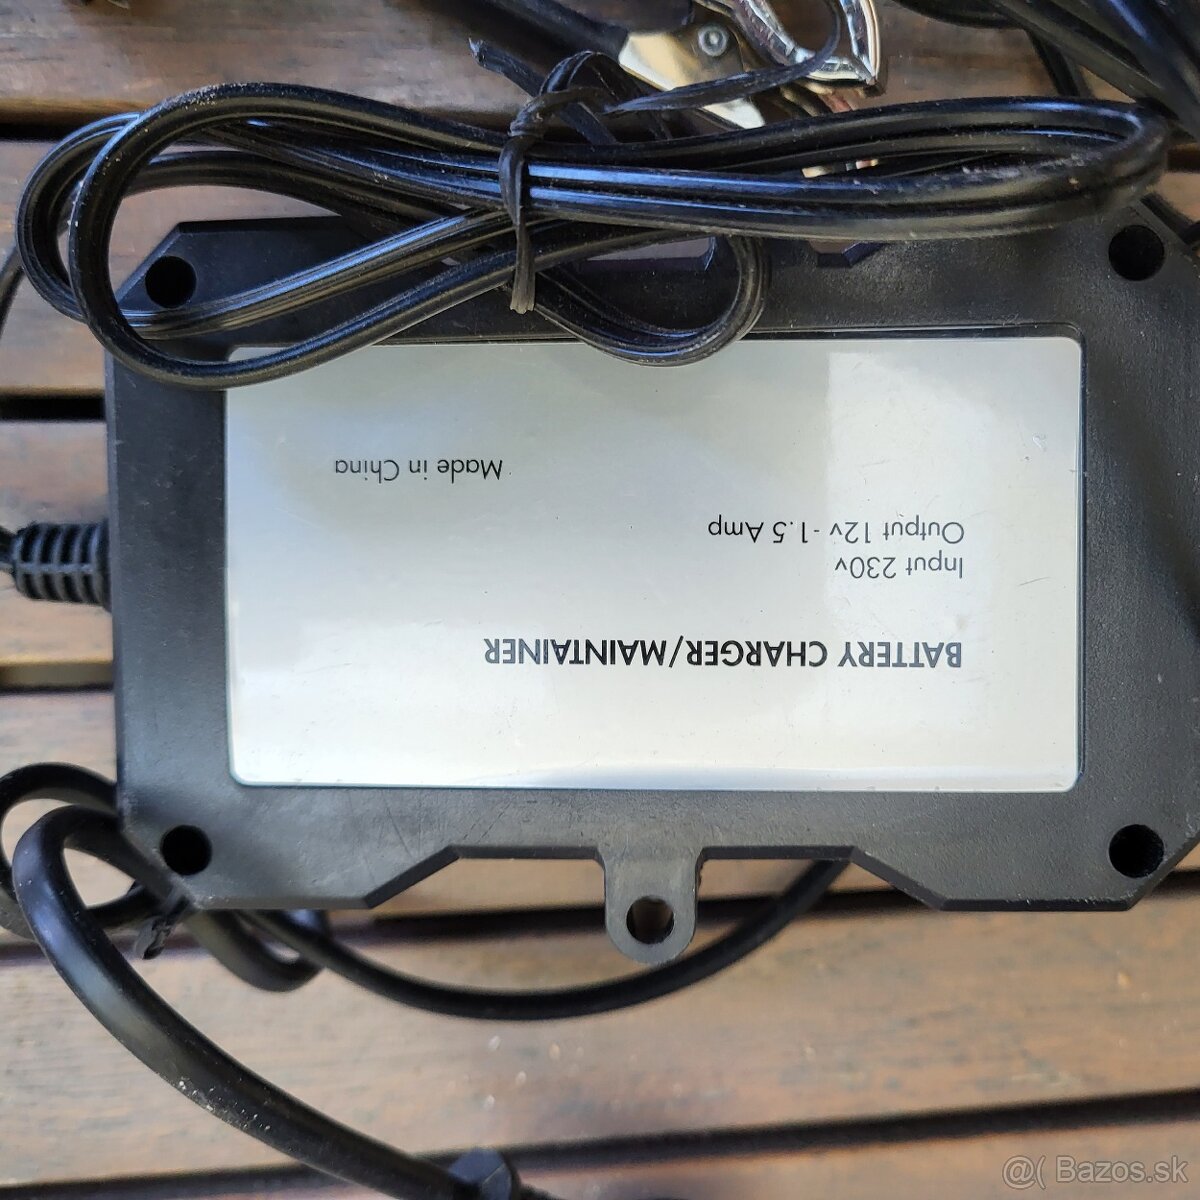 BATTERY CHARGER/MAINTAINER
Input 230v
Output 12v -1.5 Amp
Made in China
@( Bazos.sk